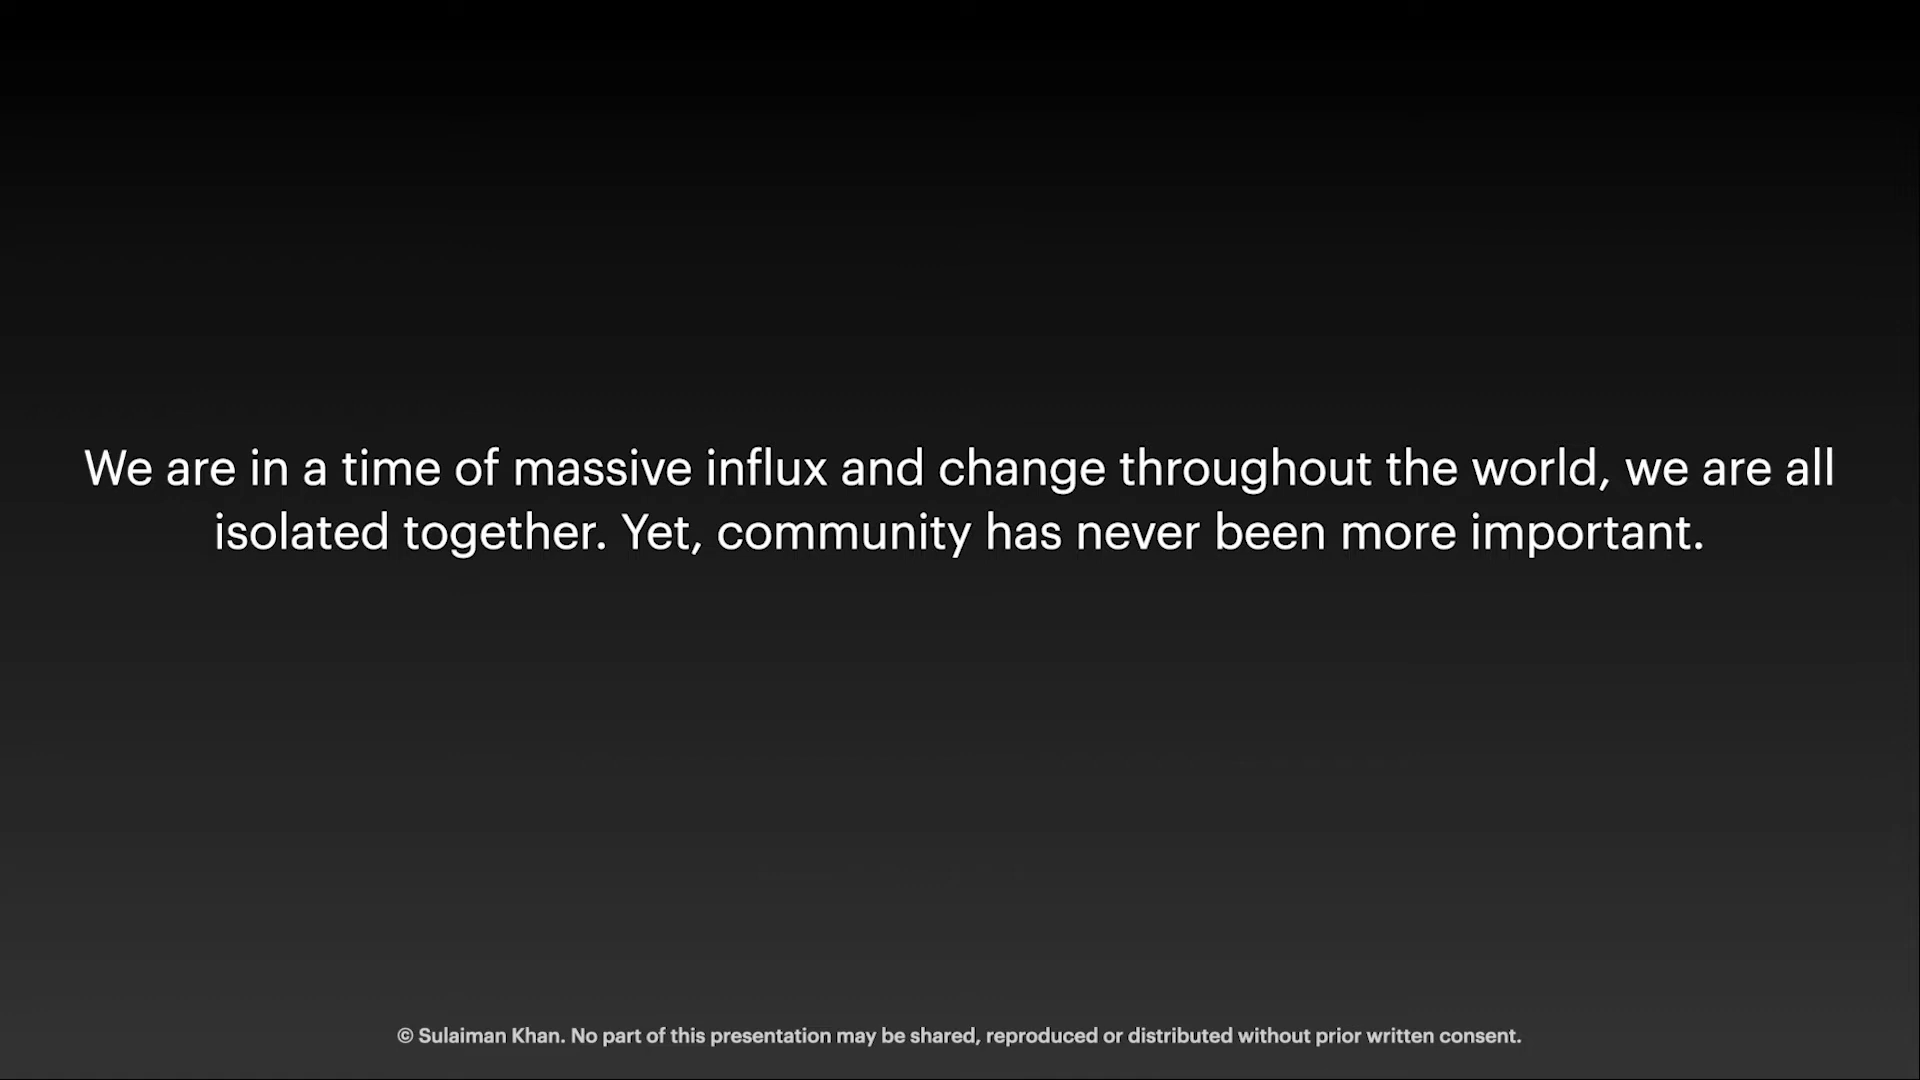 We are in a time of massive influx and change throughout the world, we are all
isolated together. Yet, community has never been more important.
© Sulaiman Khan. No part of this presentation may be shared, reproduced or distributed without prior written consent.